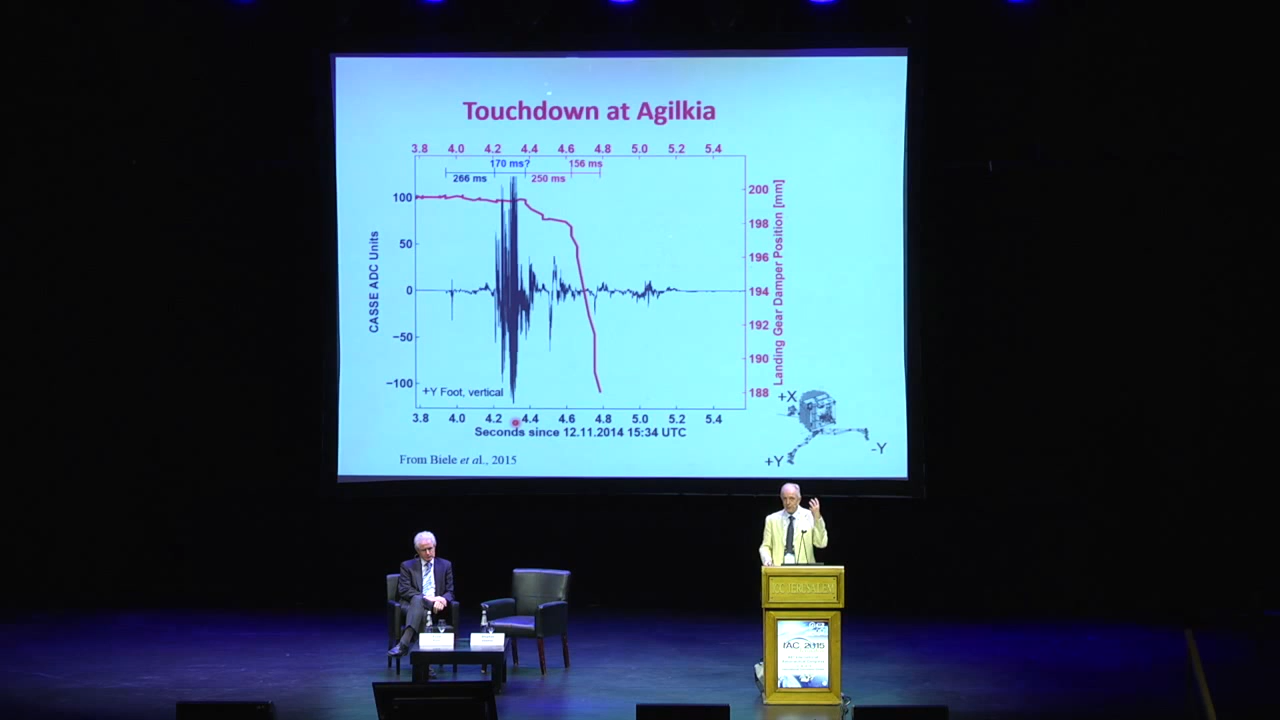 Touchdown at Agilkia
3.8 4.0 4.2 4.4 4.6 4.8 5.0 5.2 5.4
170 ms? 156 ms
266 ms 250 ms
100
50
0
−50
−100
CASSE ADC Units
200
198
196
194
192
190
188
Landing Gear Damper Position [mm]
+Y Foot, vertical
3.8 4.0 4.2 4.4 4.6 4.8 5.0 5.2 5.4
Seconds since 12.11.2014 15:34 UTC
+X
-Y
+Y
From Biele et al., 2015
ICC JERUSALEM
IAC 2015